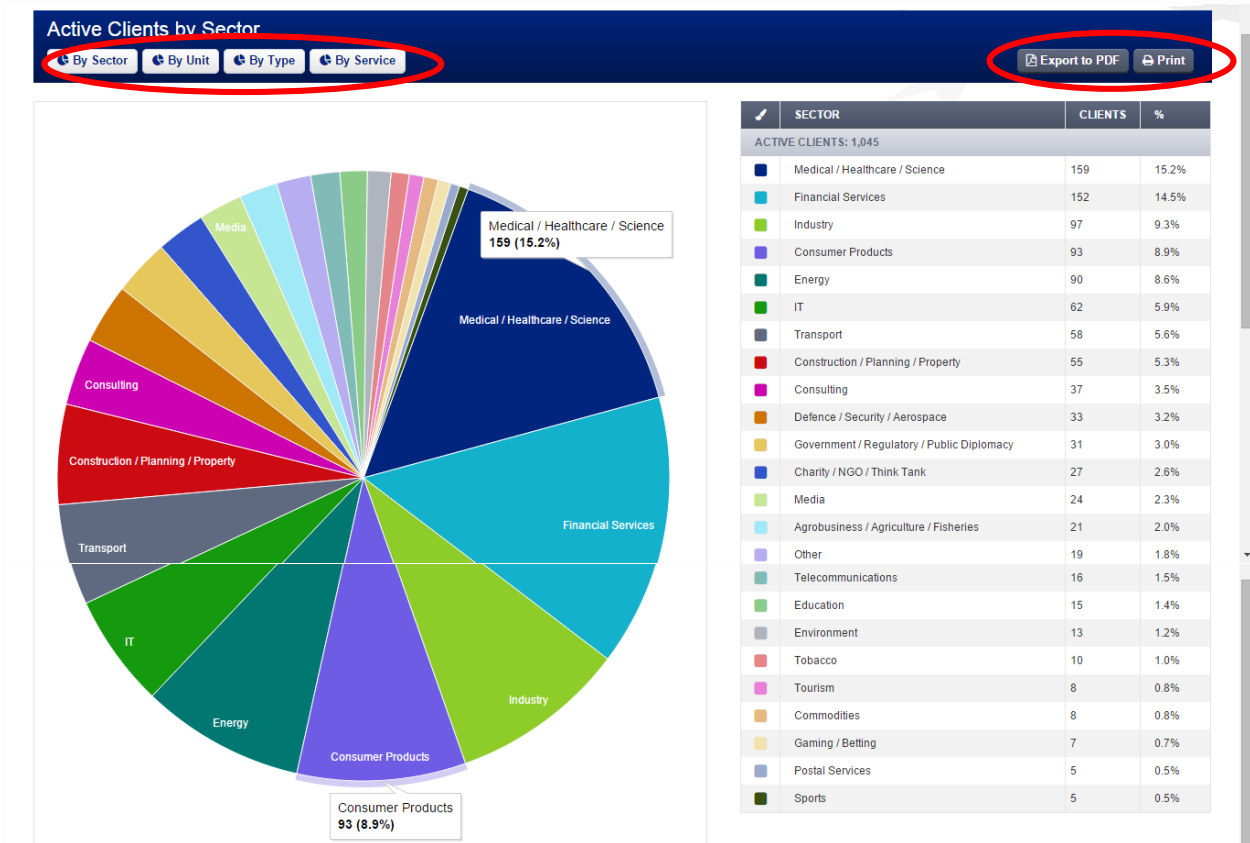 Active Clients by Sector
By Sector By Unit By Type By Service
Export to PDF Print
Medical / Healthcare / Science
159 (15.2%)
Media
Medical / Healthcare / Science
Consulting
Construction / Planning / Property
Financial Services
Transport
IT
Industry
Energy
Consumer Products
Consumer Products
93 (8.9%)
SECTOR CLIENTS %
ACTIVE CLIENTS: 1,045
Medical / Healthcare / Science 159 15.2%
Financial Services 152 14.5%
Industry 97 9.3%
Consumer Products 93 8.9%
Energy 90 8.6%
IT 62 5.9%
Transport 58 5.6%
Construction / Planning / Property 55 5.3%
Consulting 37 3.5%
Defence / Security / Aerospace 33 3.2%
Government / Regulatory / Public Diplomacy 31 3.0%
Charity / NGO / Think Tank 27 2.6%
Media 24 2.3%
Agrobusiness / Agriculture / Fisheries 21 2.0%
Other 19 1.8%
Telecommunications 16 1.5%
Education 15 1.4%
Environment 13 1.2%
Tobacco 10 1.0%
Tourism 8 0.8%
Commodities 8 0.8%
Gaming / Betting 7 0.7%
Postal Services 5 0.5%
Sports 5 0.5%